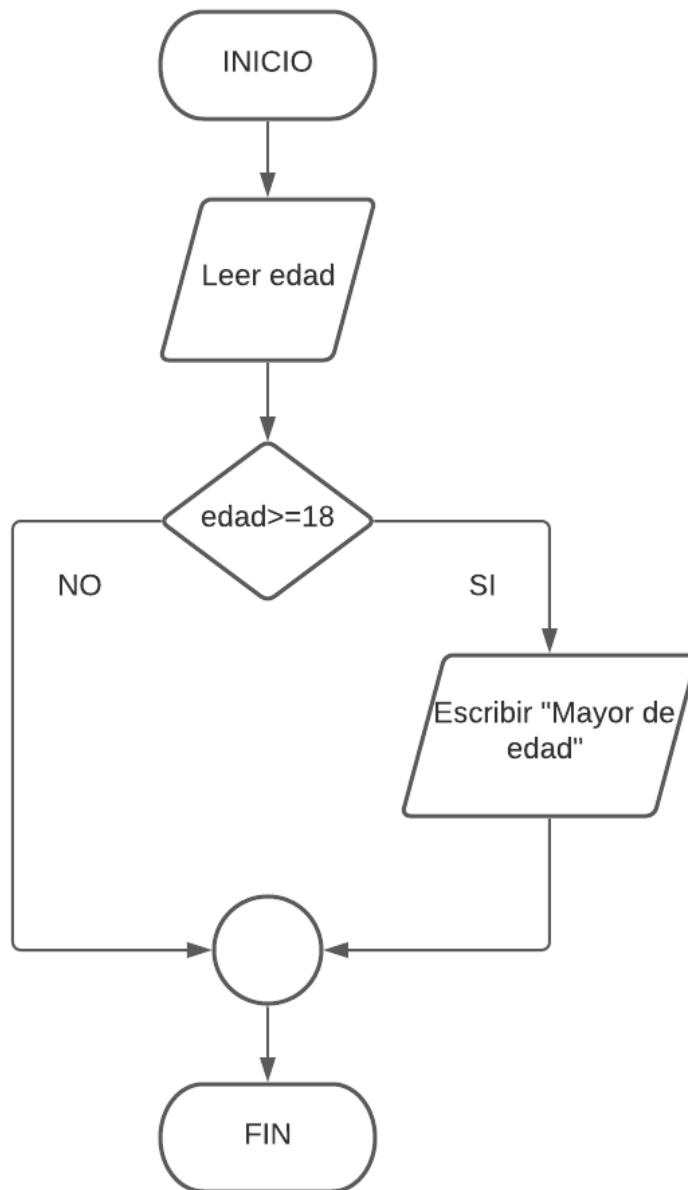 INICIO
Leer edad
edad>=18
NO
SI
Escribir "Mayor de
edad"
FIN